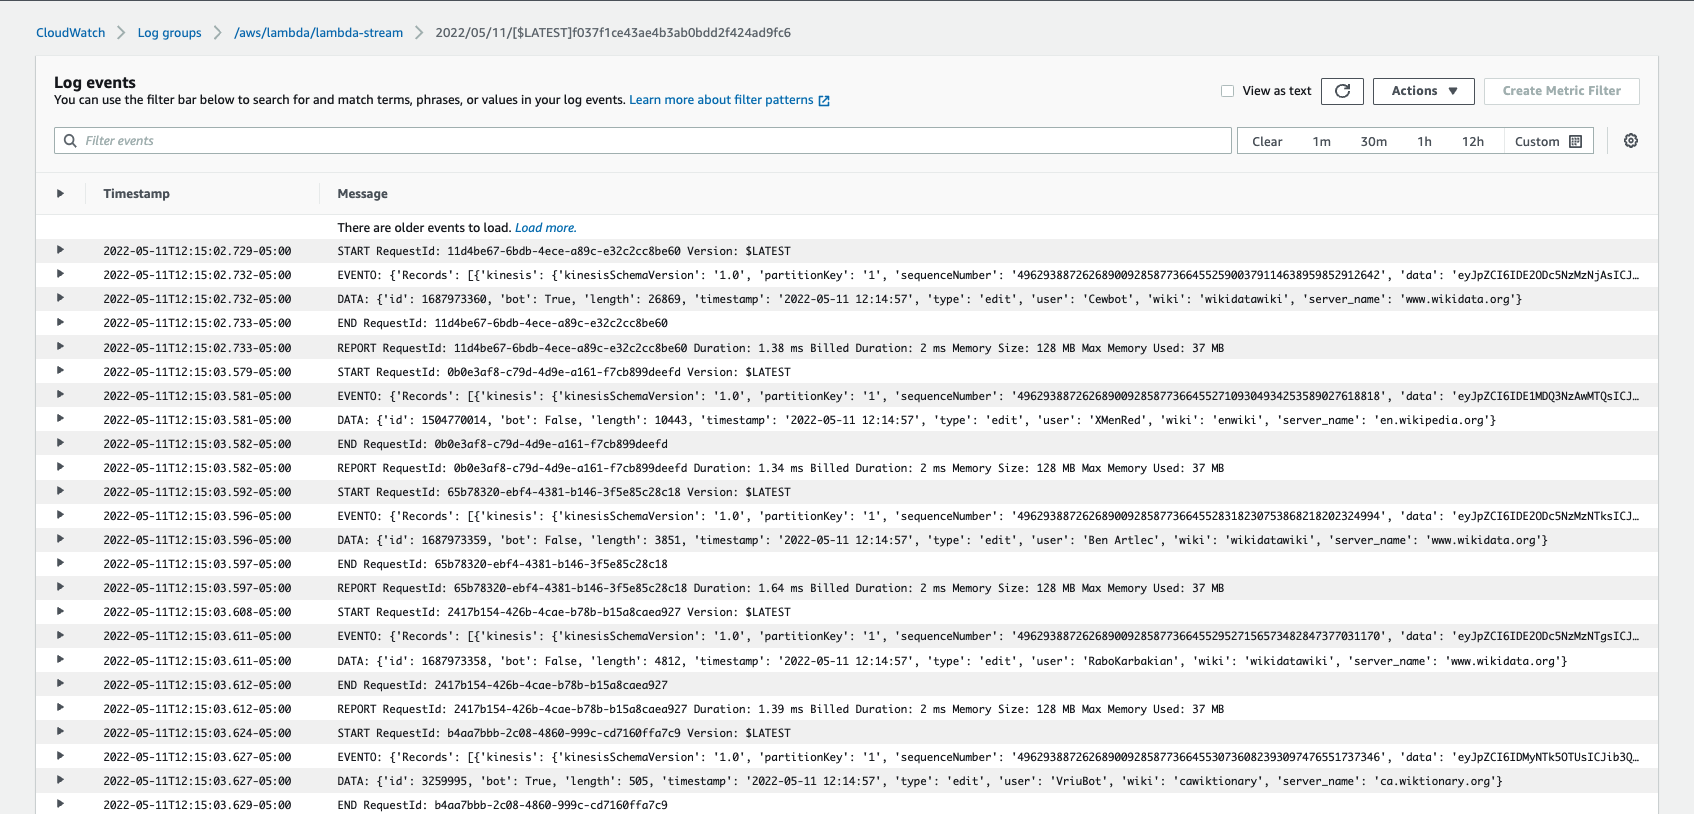 CloudWatch > Log groups > /aws/lambda/lambda-stream > 2022/05/11/[$LATEST]f037f1ce43ae4b3ab0bdd2f424ad9fc6
Log events
You can use the filter bar below to search for and match terms, phrases, or values in your log events. Learn more about filter patterns
View as text Actions Create Metric Filter
Filter events Clear 1m 30m 1h 12h Custom
Timestamp Message
There are older events to load. Load more.
2022-05-11T12:15:02.729-05:00 START RequestId: 11d4be67-6bdb-4ece-a89c-e32c2cc8be60 Version: $LATEST
2022-05-11T12:15:02.732-05:00 EVENTO: {'Records': [{'kinesis': {'kinesisSchemaVersion': '1.0', 'partitionKey': '1', 'sequenceNumber': '49629388726268900928587736645525900379114638959852912642', 'data': 'eyJpZCI6IDE2ODc5NzMzNjAsICJ…
2022-05-11T12:15:02.732-05:00 DATA: {'id': 1687973360, 'bot': True, 'length': 26869, 'timestamp': '2022-05-11 12:14:57', 'type': 'edit', 'user': 'Cewbot', 'wiki': 'wikidatawiki', 'server_name': 'www.wikidata.org'}
2022-05-11T12:15:02.733-05:00 END RequestId: 11d4be67-6bdb-4ece-a89c-e32c2cc8be60
2022-05-11T12:15:02.733-05:00 REPORT RequestId: 11d4be67-6bdb-4ece-a89c-e32c2cc8be60 Duration: 1.38 ms Billed Duration: 2 ms Memory Size: 128 MB Max Memory Used: 37 MB
2022-05-11T12:15:03.579-05:00 START RequestId: 0b0e3af8-c79d-4d9e-a161-f7cb899deefd Version: $LATEST
2022-05-11T12:15:03.581-05:00 EVENTO: {'Records': [{'kinesis': {'kinesisSchemaVersion': '1.0', 'partitionKey': '1', 'sequenceNumber': '49629388726268900928587736645527109304934253589027618818', 'data': 'eyJpZCI6IDE1MDQ3NzAwMTQsICJ…
2022-05-11T12:15:03.581-05:00 DATA: {'id': 1504770014, 'bot': False, 'length': 10443, 'timestamp': '2022-05-11 12:14:57', 'type': 'edit', 'user': 'XMenRed', 'wiki': 'enwiki', 'server_name': 'en.wikipedia.org'}
2022-05-11T12:15:03.582-05:00 END RequestId: 0b0e3af8-c79d-4d9e-a161-f7cb899deefd
2022-05-11T12:15:03.582-05:00 REPORT RequestId: 0b0e3af8-c79d-4d9e-a161-f7cb899deefd Duration: 1.34 ms Billed Duration: 2 ms Memory Size: 128 MB Max Memory Used: 37 MB
2022-05-11T12:15:03.592-05:00 START RequestId: 65b78320-ebf4-4381-b146-3f5e85c28c18 Version: $LATEST
2022-05-11T12:15:03.596-05:00 EVENTO: {'Records': [{'kinesis': {'kinesisSchemaVersion': '1.0', 'partitionKey': '1', 'sequenceNumber': '49629388726268900928587736645528318230753868218202324994', 'data': 'eyJpZCI6IDE2ODc5NzMzNTksICJ…
2022-05-11T12:15:03.596-05:00 DATA: {'id': 1687973359, 'bot': False, 'length': 3851, 'timestamp': '2022-05-11 12:14:57', 'type': 'edit', 'user': 'Ben Artlec', 'wiki': 'wikidatawiki', 'server_name': 'www.wikidata.org'}
2022-05-11T12:15:03.597-05:00 END RequestId: 65b78320-ebf4-4381-b146-3f5e85c28c18
2022-05-11T12:15:03.597-05:00 REPORT RequestId: 65b78320-ebf4-4381-b146-3f5e85c28c18 Duration: 1.64 ms Billed Duration: 2 ms Memory Size: 128 MB Max Memory Used: 37 MB
2022-05-11T12:15:03.608-05:00 START RequestId: 2417b154-426b-4cae-b78b-b15a8caea927 Version: $LATEST
2022-05-11T12:15:03.611-05:00 EVENTO: {'Records': [{'kinesis': {'kinesisSchemaVersion': '1.0', 'partitionKey': '1', 'sequenceNumber': '49629388726268900928587736645529527156573482847377031170', 'data': 'eyJpZCI6IDE2ODc5NzMzNTgsICJ…
2022-05-11T12:15:03.611-05:00 DATA: {'id': 1687973358, 'bot': False, 'length': 4812, 'timestamp': '2022-05-11 12:14:57', 'type': 'edit', 'user': 'RaboKarbakian', 'wiki': 'wikidatawiki', 'server_name': 'www.wikidata.org'}
2022-05-11T12:15:03.612-05:00 END RequestId: 2417b154-426b-4cae-b78b-b15a8caea927
2022-05-11T12:15:03.612-05:00 REPORT RequestId: 2417b154-426b-4cae-b78b-b15a8caea927 Duration: 1.39 ms Billed Duration: 2 ms Memory Size: 128 MB Max Memory Used: 37 MB
2022-05-11T12:15:03.624-05:00 START RequestId: b4aa7bbb-2c08-4860-999c-cd7160ffa7c9 Version: $LATEST
2022-05-11T12:15:03.627-05:00 EVENTO: {'Records': [{'kinesis': {'kinesisSchemaVersion': '1.0', 'partitionKey': '1', 'sequenceNumber': '49629388726268900928587736645530736082393097476551737346', 'data': 'eyJpZCI6IDMyNTk5OTUsICJib3Q…
2022-05-11T12:15:03.627-05:00 DATA: {'id': 3259995, 'bot': True, 'length': 505, 'timestamp': '2022-05-11 12:14:57', 'type': 'edit', 'user': 'VriuBot', 'wiki': 'cawiktionary', 'server_name': 'ca.wiktionary.org'}
2022-05-11T12:15:03.629-05:00 END RequestId: b4aa7bbb-2c08-4860-999c-cd7160ffa7c9